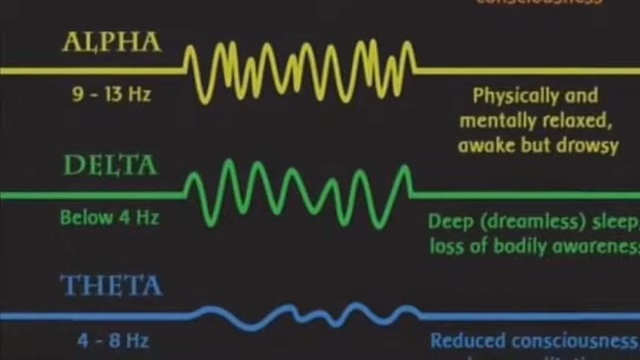 consciousness
ALPHA
9 - 13 Hz
Physically and
mentally relaxed,
awake but drowsy
DELTA
Below 4 Hz
Deep (dreamless) sleep,
loss of bodily awareness
THETA
4 - 8 Hz
Reduced consciousness